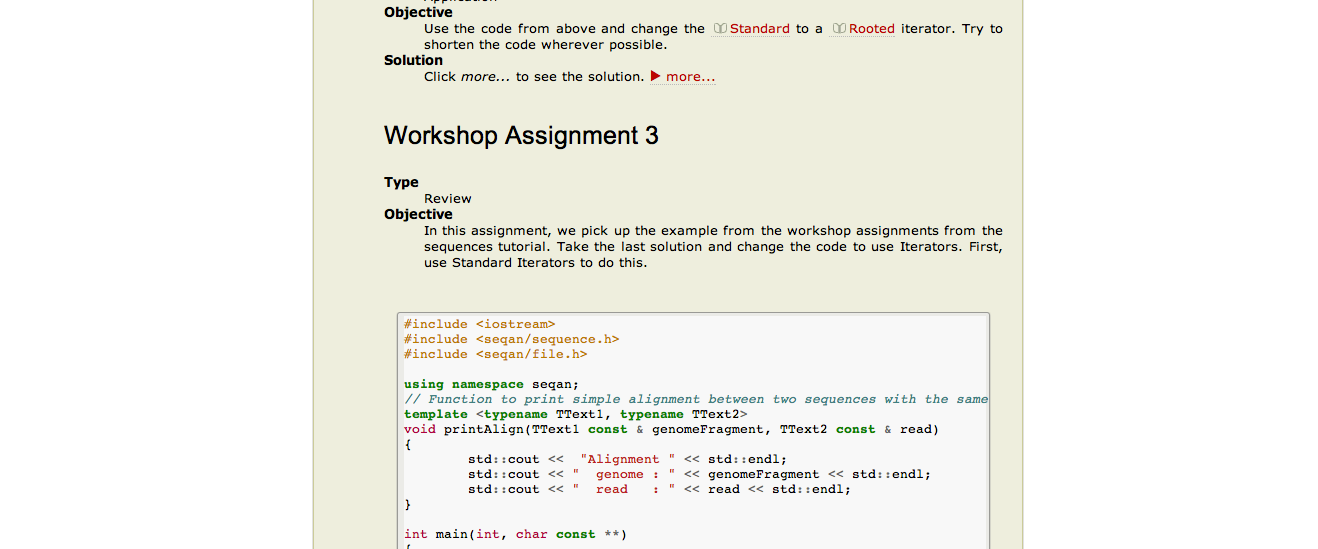 Application
Objective
Use the code from above and change the Standard to a Rooted iterator. Try to
shorten the code wherever possible.
Solution
Click more... to see the solution. ▶ more...
Workshop Assignment 3
Type
Review
Objective
In this assignment, we pick up the example from the workshop assignments from the
sequences tutorial. Take the last solution and change the code to use Iterators. First,
use Standard Iterators to do this.
#include <iostream>
#include <seqan/sequence.h>
#include <seqan/file.h>
using namespace seqan;
// Function to print simple alignment between two sequences with the same
template <typename TText1, typename TText2>
void printAlign(TText1 const & genomeFragment, TText2 const & read)
{
        std::cout <<  "Alignment " << std::endl;
        std::cout << "  genome : " << genomeFragment << std::endl;
        std::cout << "  read   : " << read << std::endl;
}
int main(int, char const **)
{